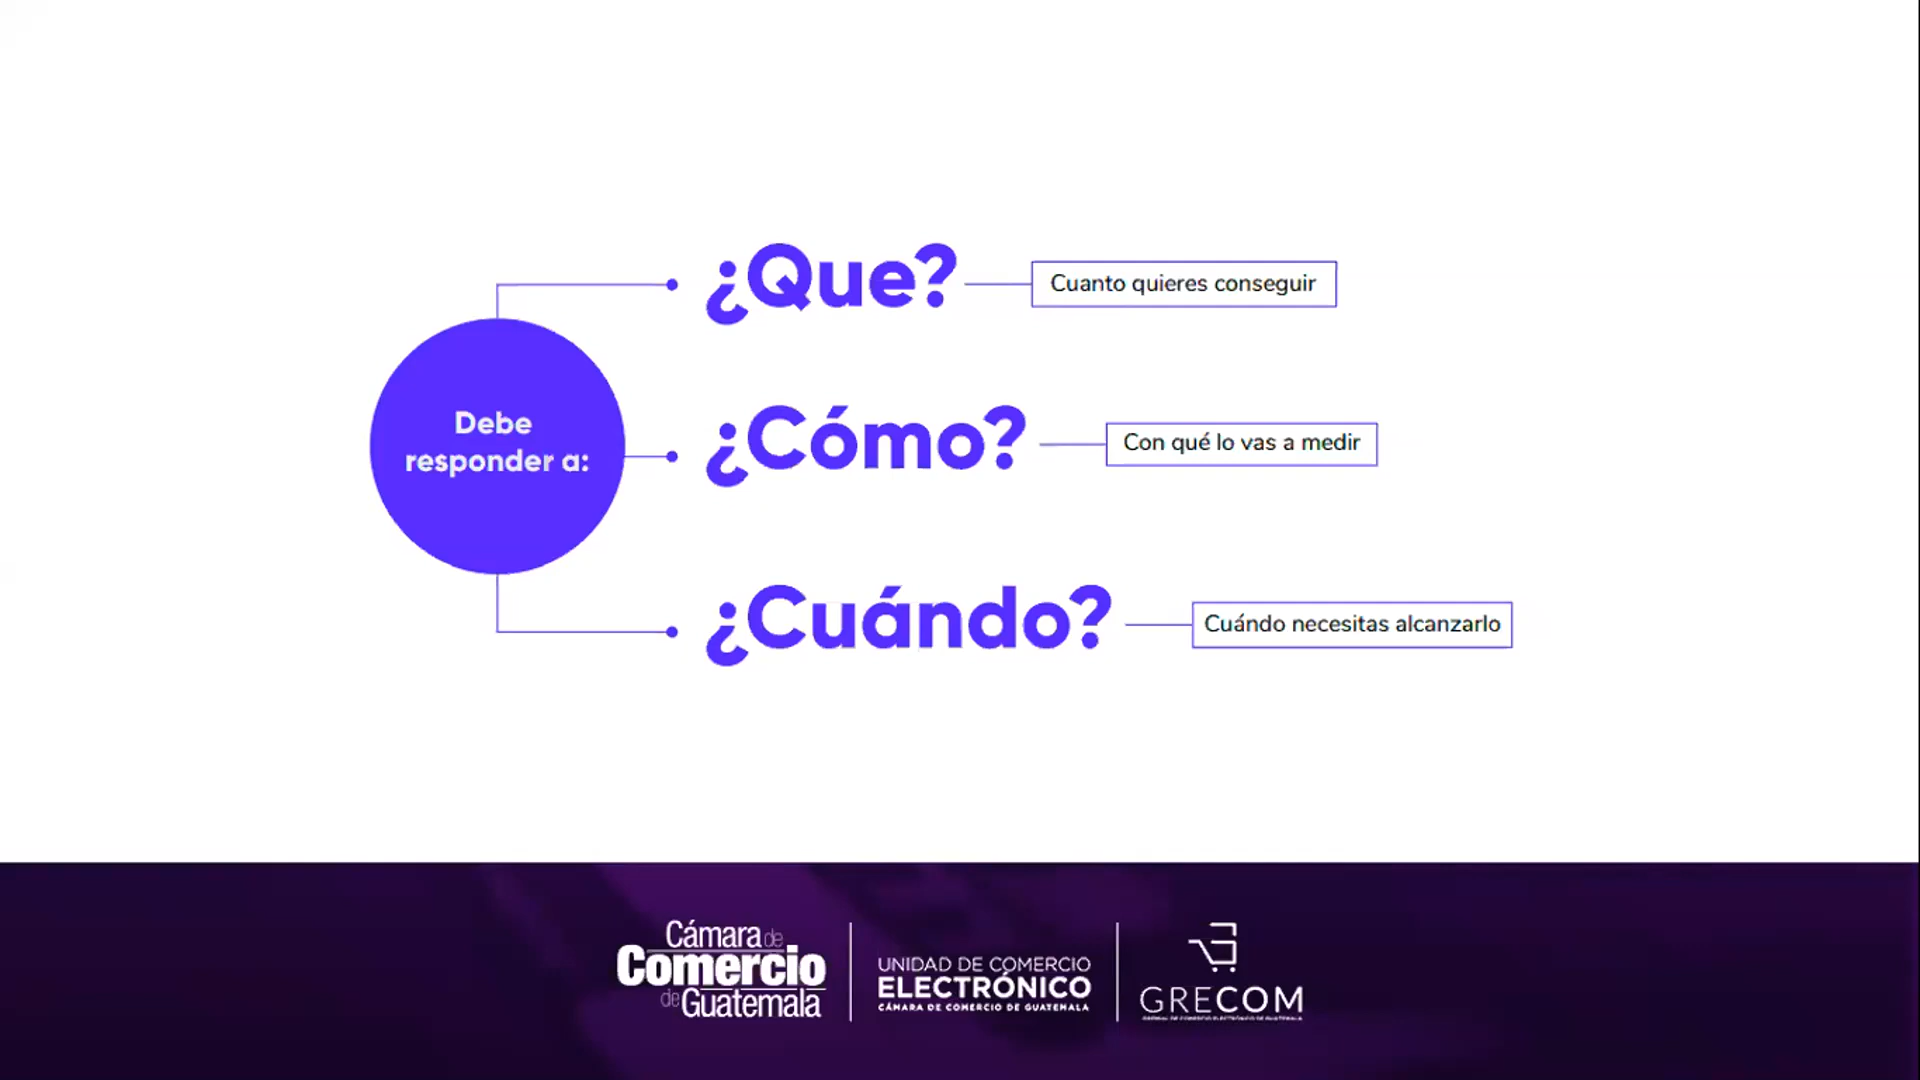 ¿Que?
Cuanto quieres conseguir
Debe
responder a:
¿Cómo?
Con qué lo vas a medir
¿Cuándo?
Cuándo necesitas alcanzarlo
Cámara de
Comercio
de Guatemala
UNIDAD DE COMERCIO
ELECTRÓNICO
CÁMARA DE COMERCIO DE GUATEMALA
GRECOM